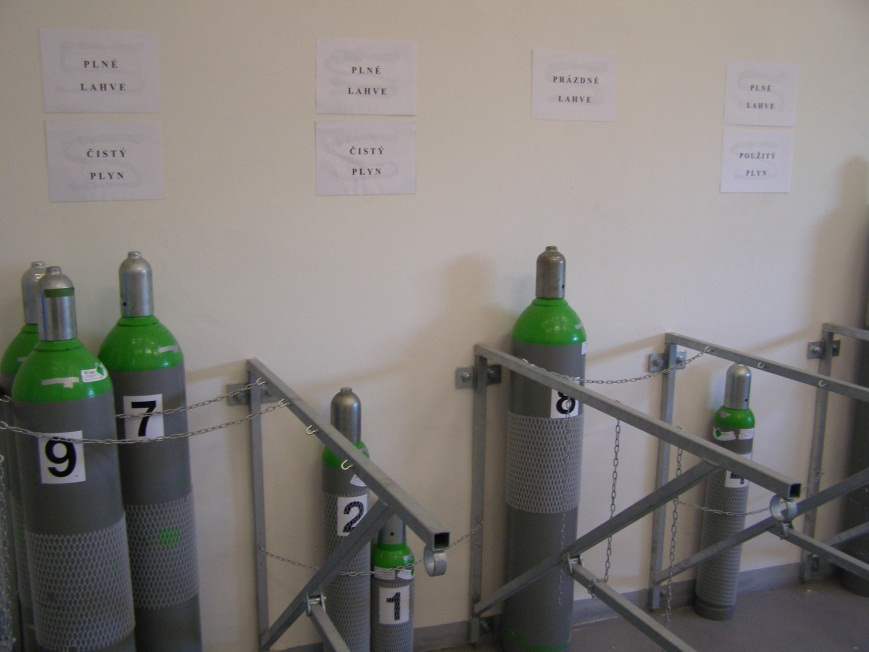 PLNÉ
LAHVE
ČISTÝ
PLYN
PLNÉ
LAHVE
ČISTÝ
PLYN
PRÁZDNÉ
LAHVE
PLNÉ
LAHVE
POUŽITÝ
PLYN
9
7
2
1
8
4